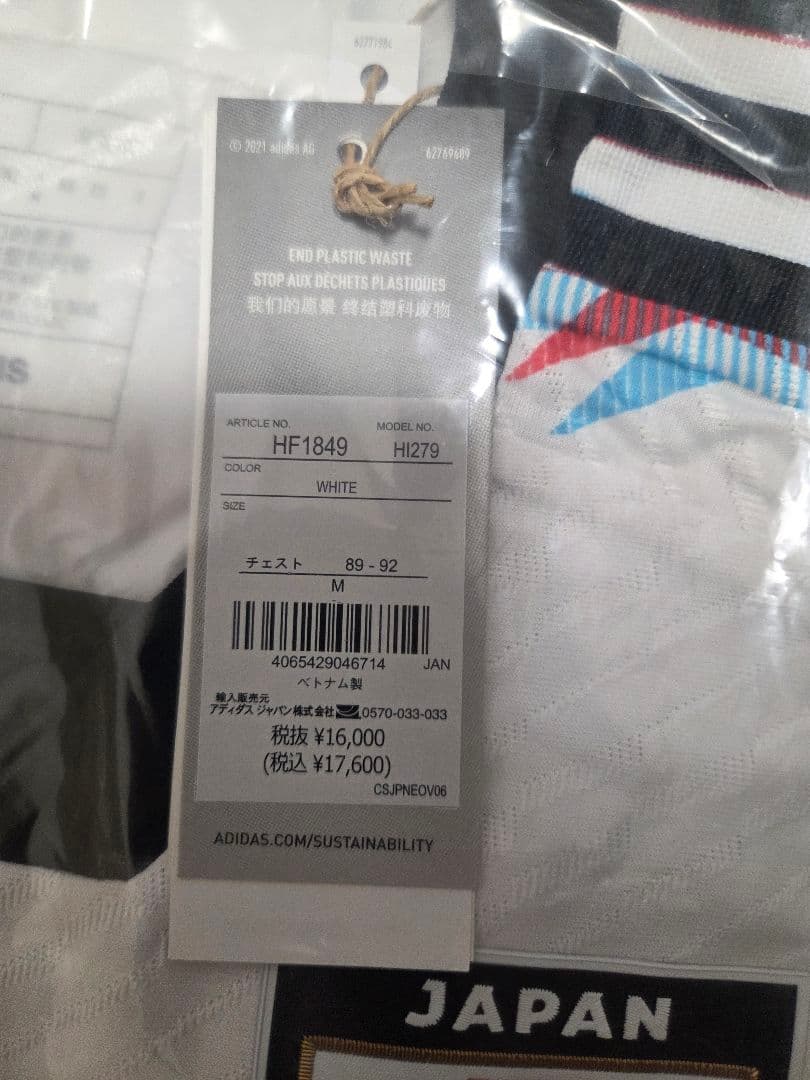 6277198C
© 2021 adidas AG 62769609
END PLASTIC WASTE
STOP AUX DÉCHETS PLASTIQUES
我们的愿景 终结塑料废物
ARTICLE NO. MODEL NO.
HF1849 HI279
COLOR
WHITE
SIZE
チェスト 89 - 92
M
4065429046714 JAN
ベトナム製
輸入販売元
アディダス ジャパン株式会社 0570-033-033
税抜 ¥16,000
(税込 ¥17,600)
CSJPNEOV06
ADIDAS.COM/SUSTAINABILITY
JAPAN